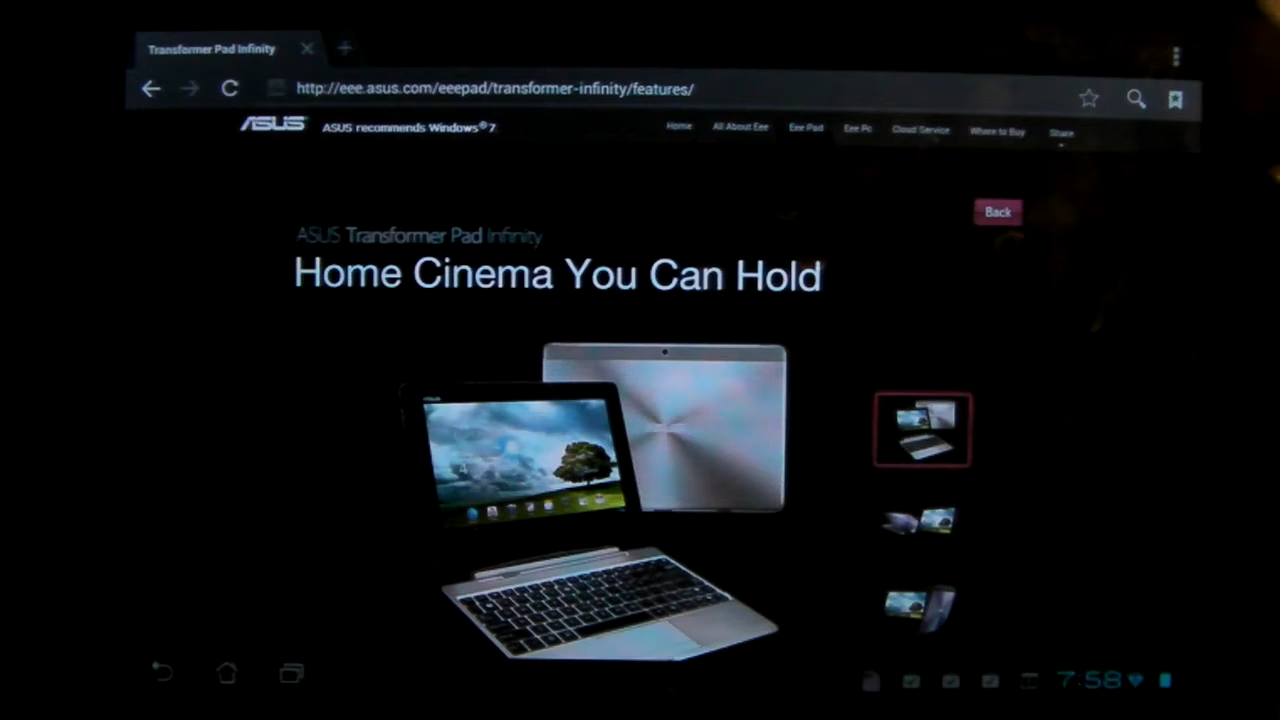 Transformer Pad Infinity
http://eee.asus.com/eeepad/transformer-infinity/features/
ASUS ASUS recommends Windows®7
Home All About Eee Eee Pad Eee Pc Cloud Service Where to Buy Share
Back
ASUS Transformer Pad Infinity
Home Cinema You Can Hold
7:58